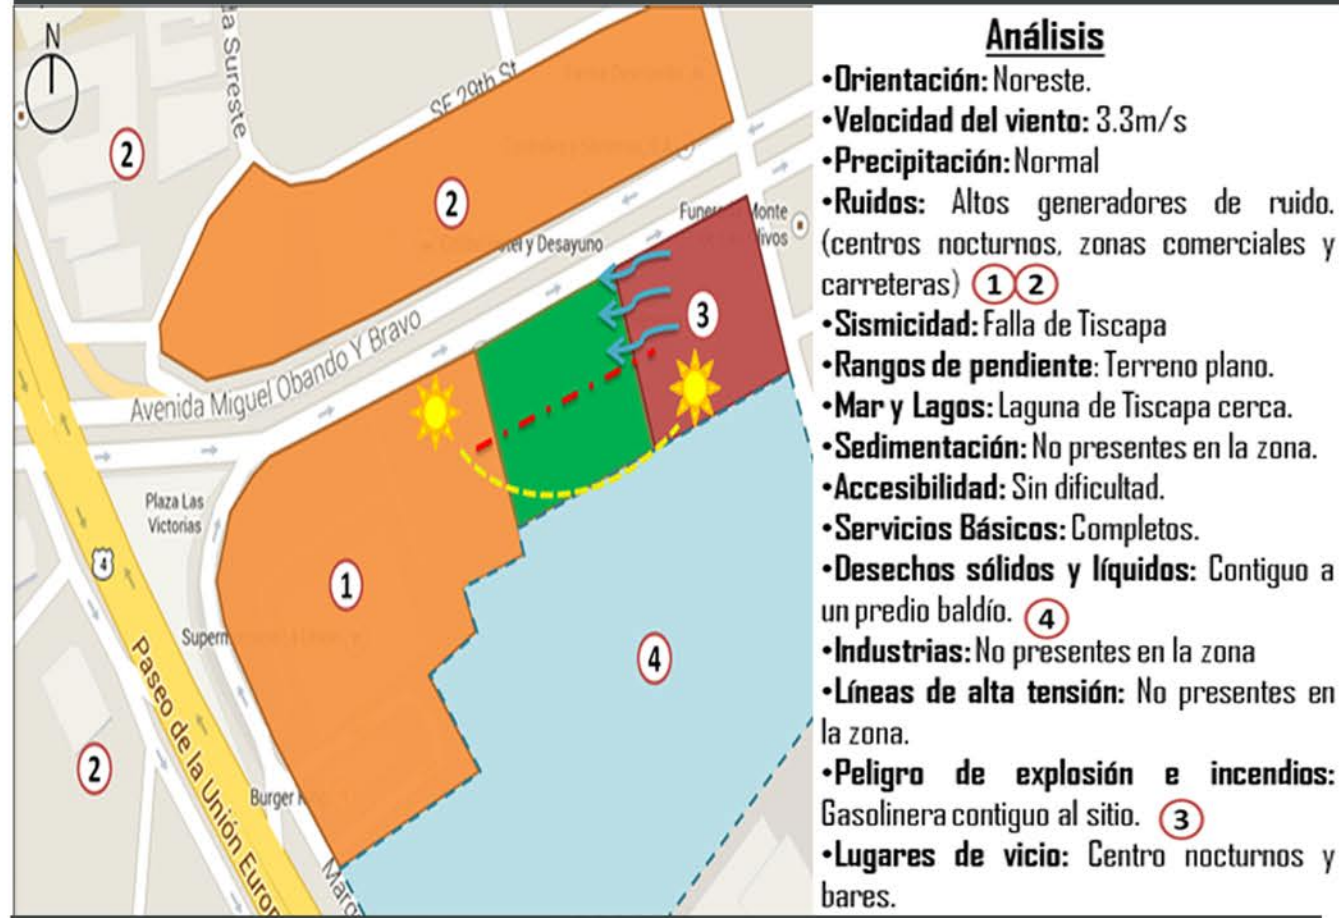 N
ta Sureste
SE 29th St
2
2
Avenida Miguel Obando Y Bravo
y Desayuno
Monte
3
Plaza Las
Victorias
4
1
4
2
Paseo de la Unión Europ
Burger
Análisis
•Orientación: Noreste.
•Velocidad del viento: 3.3m/s
•Precipitación: Normal
•Ruidos: Altos generadores de ruido.
(centros nocturnos, zonas comerciales y
carreteras) 1 2
•Sismicidad: Falla de Tiscapa
•Rangos de pendiente: Terreno plano.
•Mar y Lagos: Laguna de Tiscapa cerca.
•Sedimentación: No presentes en la zona.
•Accesibilidad: Sin dificultad.
•Servicios Básicos: Completos.
•Desechos sólidos y líquidos: Contiguo a
un predio baldío. 4
•Industrias: No presentes en la zona
•Líneas de alta tensión: No presentes en
la zona.
•Peligro de explosión e incendios:
Gasolinera contiguo al sitio. 3
•Lugares de vicio: Centro nocturnos y
bares.